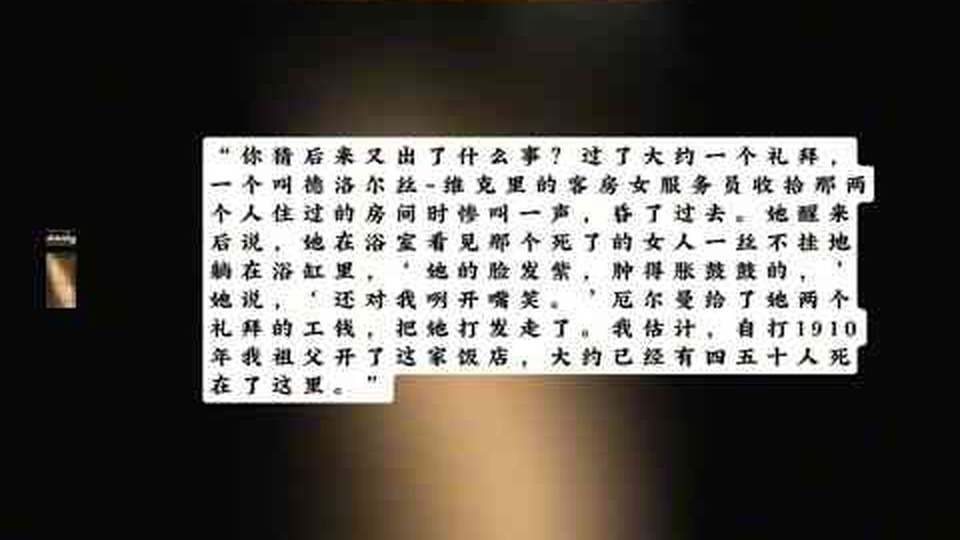 “你猜后来又出了什么事？过了大约一个礼拜，
一个叫德洛尔丝-维克里的客房女服务员收拾那两
个人住过的房间时惨叫一声，昏了过去。她醒来
后说，她在浴室看见那个死了的女人一丝不挂地
躺在浴缸里，‘她的脸发紫，肿得胀鼓鼓的，’
她说，‘还对我咧开嘴笑。’厄尔曼给了她两个
礼拜的工钱，把她打发走了。我估计，自打1910
年我祖父开了这家饭店，大约已经有四五十人死
在了这里。”